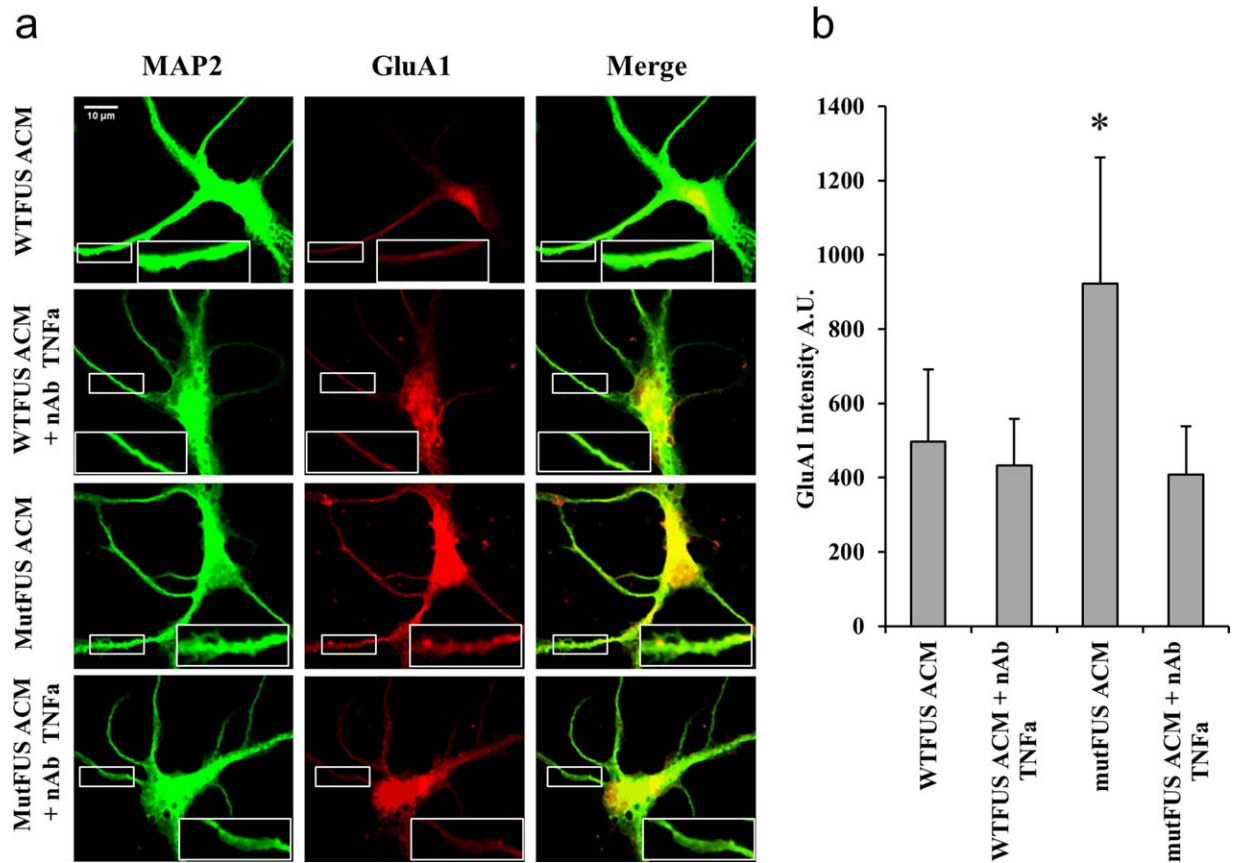 a
MAP2
GluA1
Merge
WTFUS ACM
10 µm
WTFUS ACM
+ nAb TNFa
MutFUS ACM
MutFUS ACM
+ nAb TNFa
b
*
GluA1 Intensity A.U.
1400
1200
1000
800
600
400
200
0
WTFUS ACM
WTFUS ACM + nAb
TNFa
mutFUS ACM
mutFUS ACM + nAb
TNFa